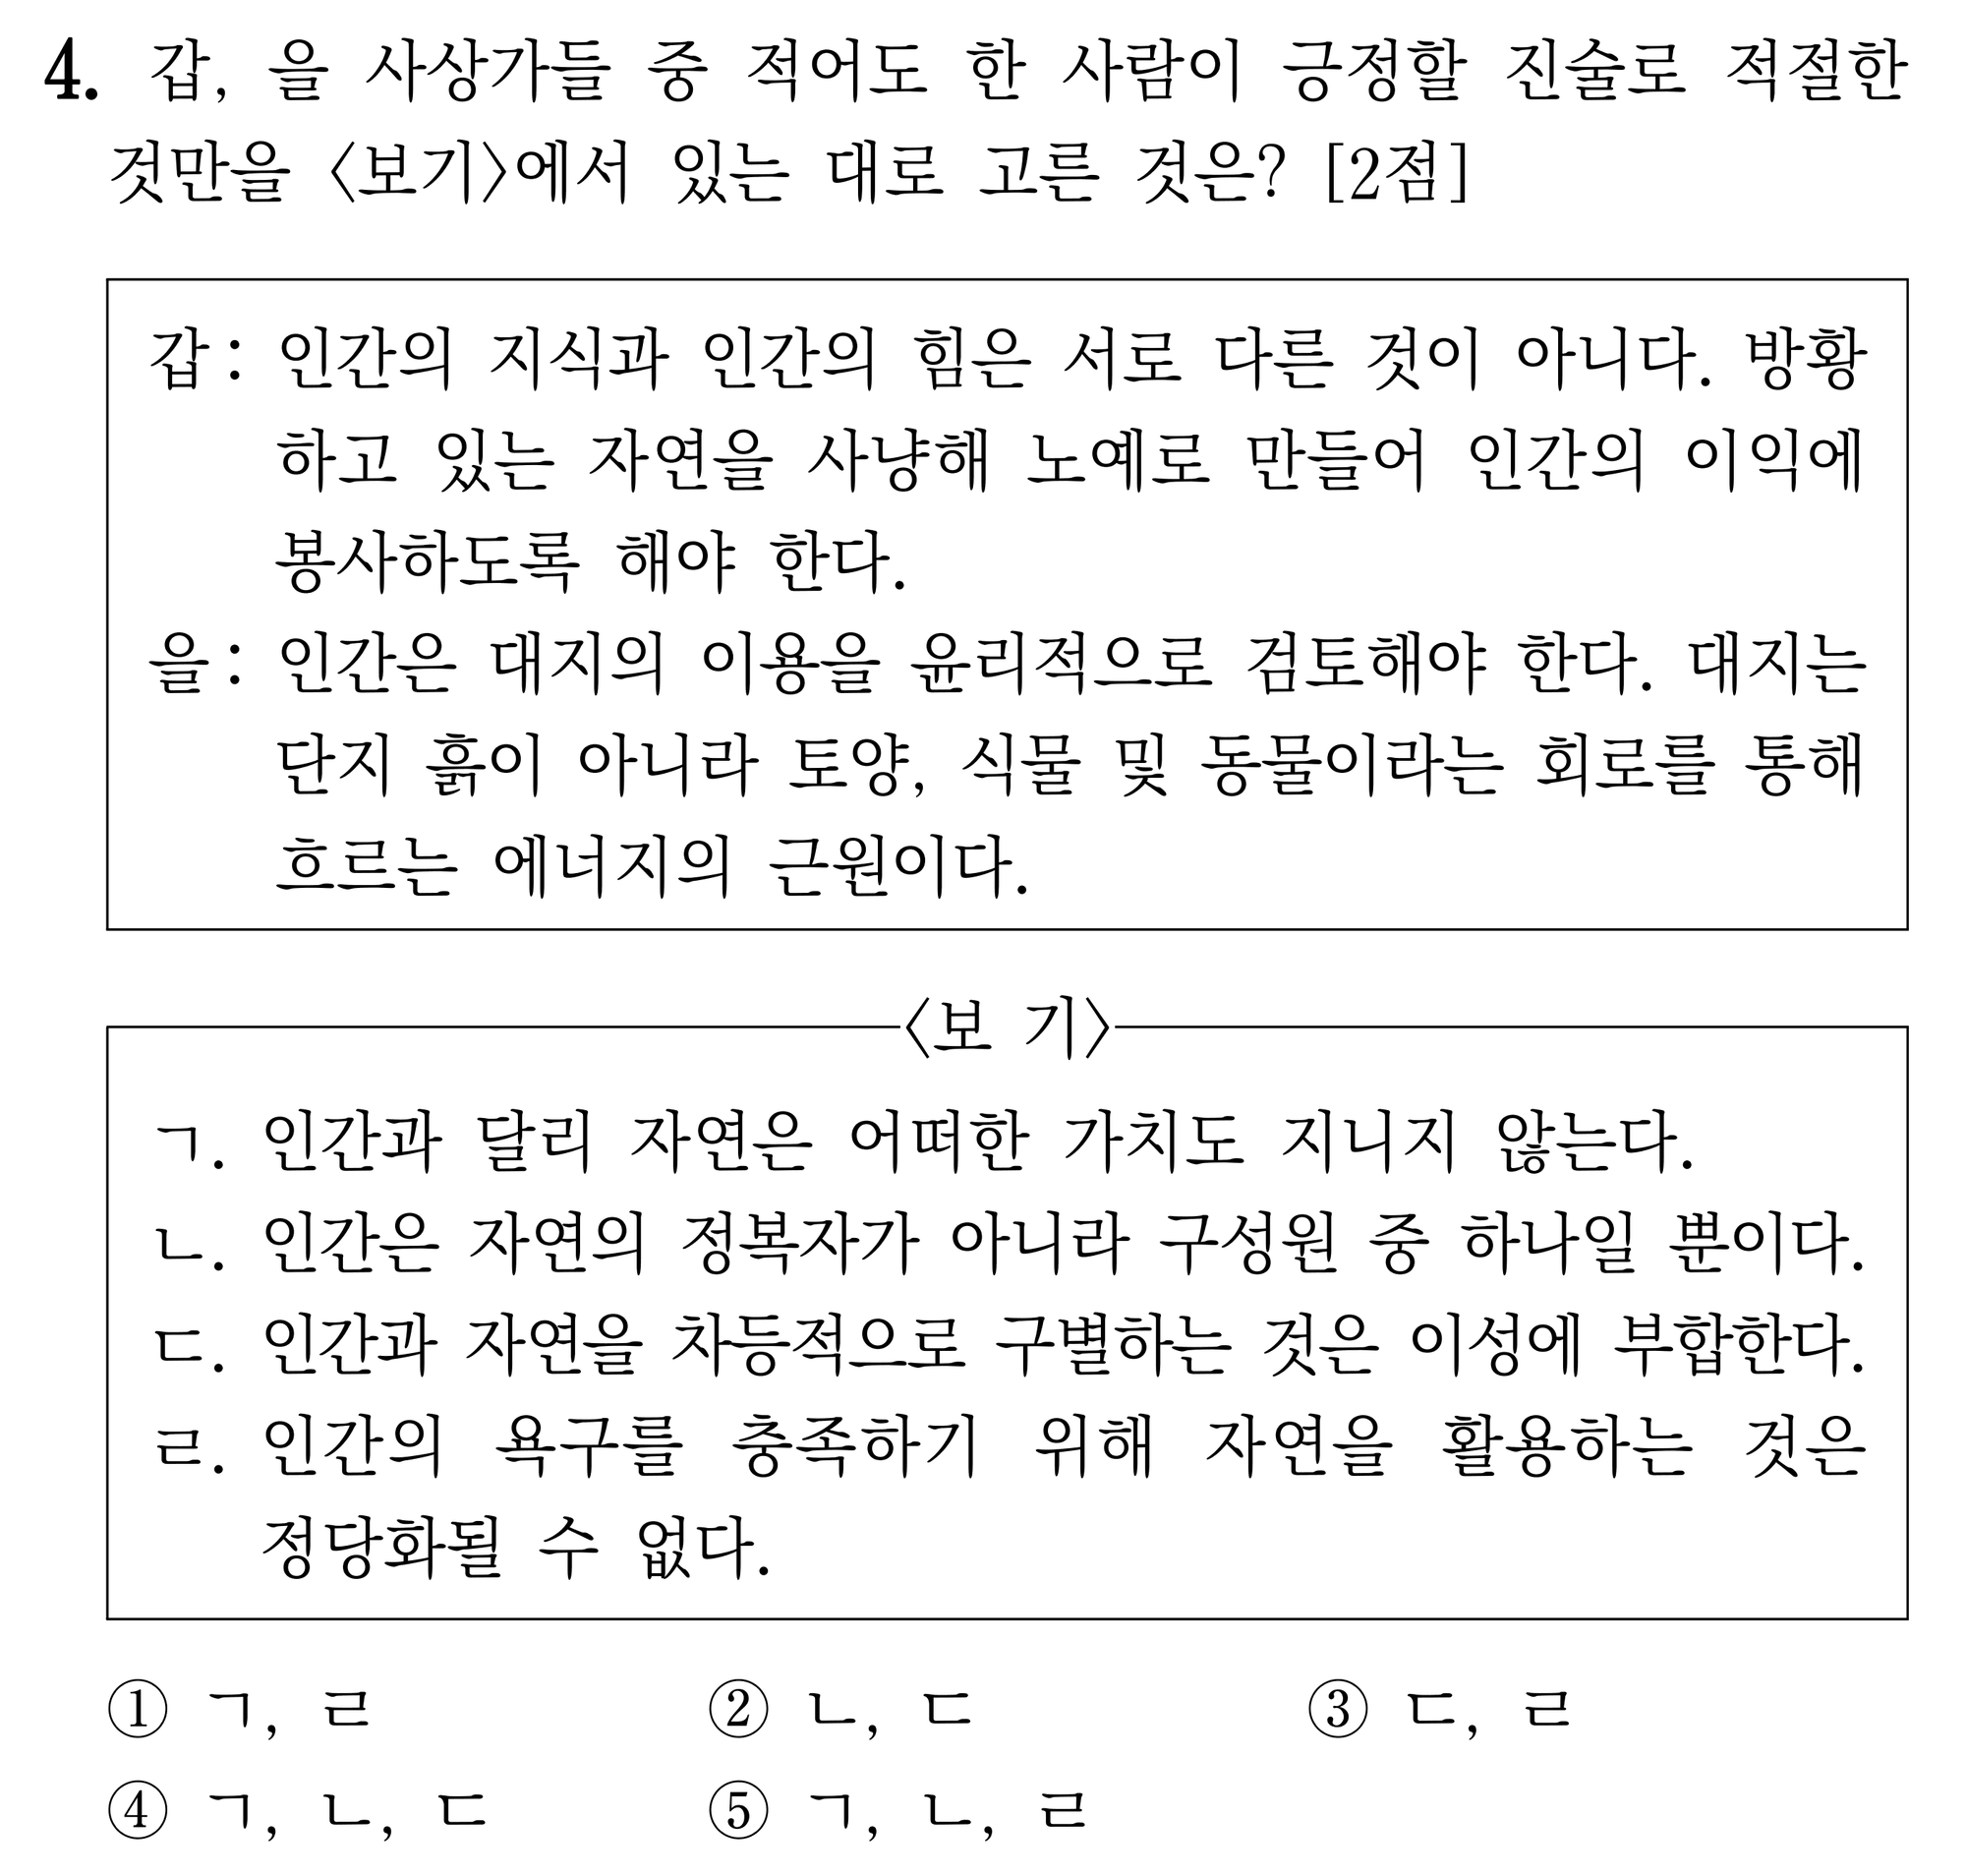 4. 갑, 을 사상가들 중 적어도 한 사람이 긍정할 진술로 적절한
것만을 〈보기〉에서 있는 대로 고른 것은? [2점]
갑: 인간의 지식과 인간의 힘은 서로 다른 것이 아니다. 방황
하고 있는 자연을 사냥해 노예로 만들어 인간의 이익에
봉사하도록 해야 한다.
을: 인간은 대지의 이용을 윤리적으로 검토해야 한다. 대지는
단지 흙이 아니라 토양, 식물 및 동물이라는 회로를 통해
흐르는 에너지의 근원이다.
〈보 기〉
ㄱ. 인간과 달리 자연은 어떠한 가치도 지니지 않는다.
ㄴ. 인간은 자연의 정복자가 아니라 구성원 중 하나일 뿐이다.
ㄷ. 인간과 자연을 차등적으로 구별하는 것은 이성에 부합한다.
ㄹ. 인간의 욕구를 충족하기 위해 자연을 활용하는 것은
정당화될 수 없다.
① ㄱ, ㄹ ② ㄴ, ㄷ ③ ㄷ, ㄹ
④ ㄱ, ㄴ, ㄷ ⑤ ㄱ, ㄴ, ㄹ